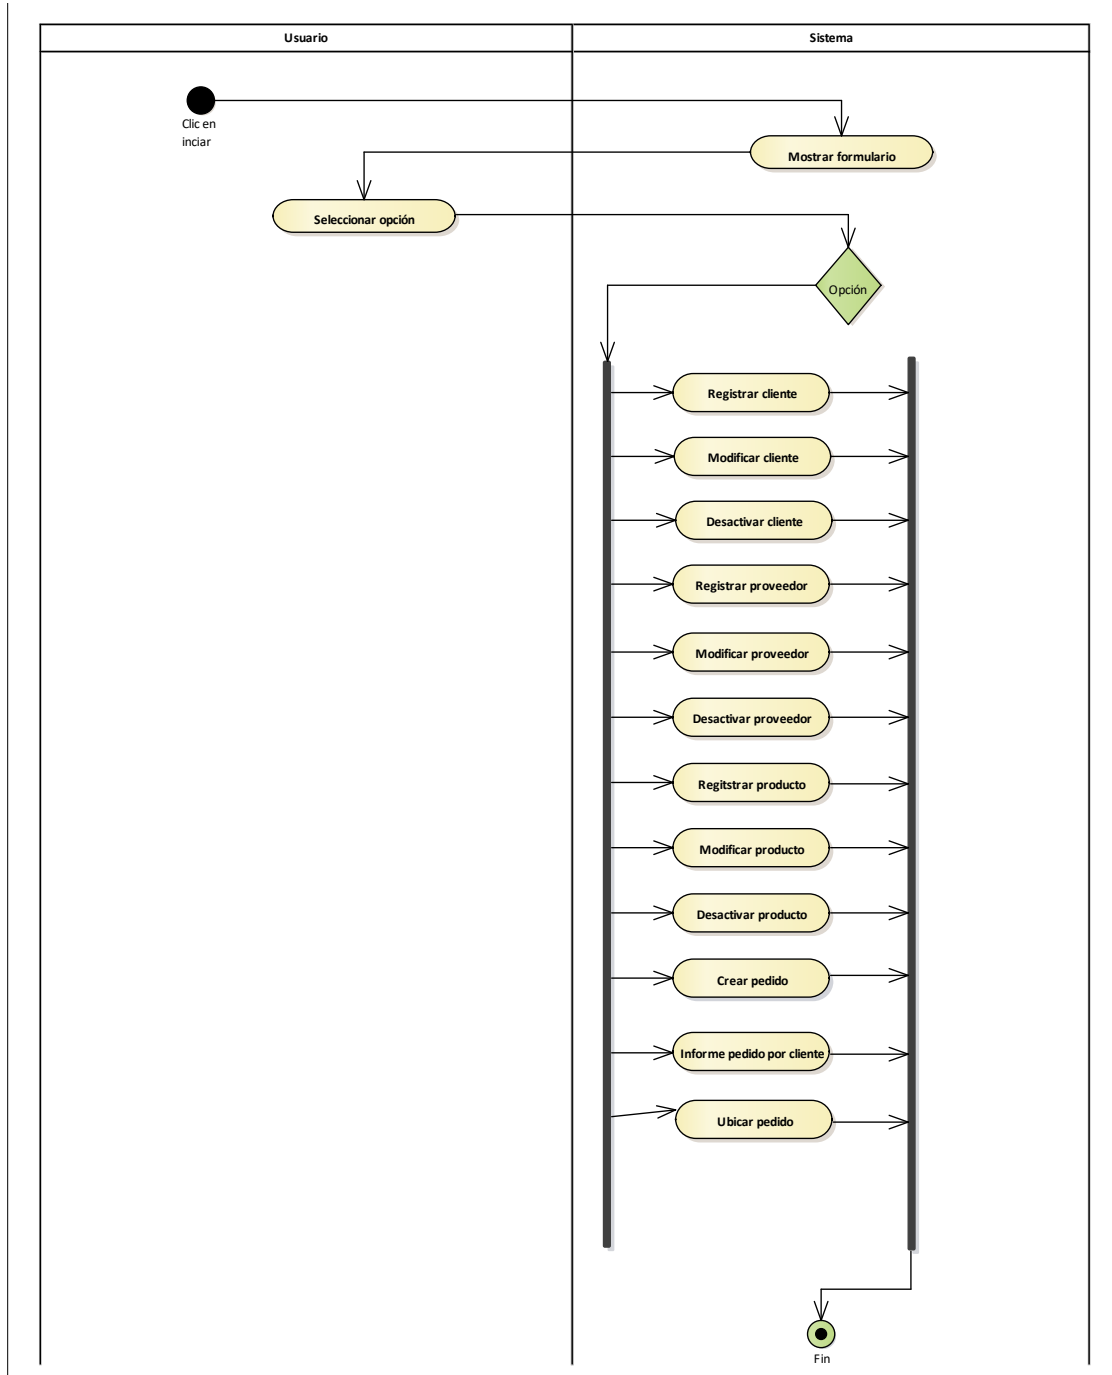 Usuario
Sistema
Clic en
inciar
Mostrar formulario
Seleccionar opción
Opción
Registrar cliente
Modificar cliente
Desactivar cliente
Registrar proveedor
Modificar proveedor
Desactivar proveedor
Regitstrar producto
Modificar producto
Desactivar producto
Crear pedido
Informe pedido por cliente
Ubicar pedido
Fin